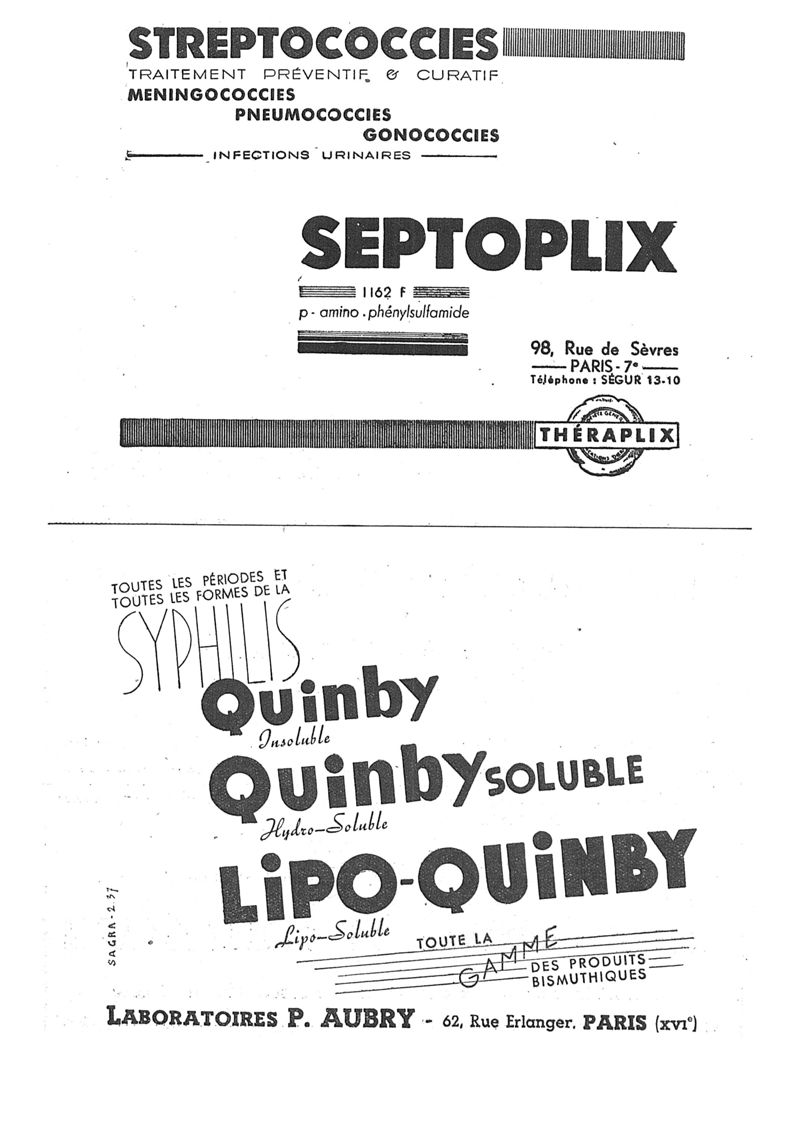 STREPTOCOCCIES
TRAITEMENT PRÉVENTIF & CURATIF
MENINGOCOCCIES
PNEUMOCOCCIES
GONOCOCCIES
INFECTIONS URINAIRES
SEPTOPLIX
1162 F
p-amino.phénylsulfamide
98, Rue de Sèvres
PARIS-7e
Téléphone : SÉGUR 13-10
THÉRAPLIX
TOUTES LES PÉRIODES ET
TOUTES LES FORMES DE LA
SYPHILIS
Quinby
Insoluble
Quinby SOLUBLE
Hydro-Soluble
LiPO-QUiNBY
Lipo-Soluble
TOUTE LA
GAMME
DES PRODUITS
BISMUTHIQUES
SAGRA-2.37
LABORATOIRES P. AUBRY - 62, Rue Erlanger. PARIS (XVIe)